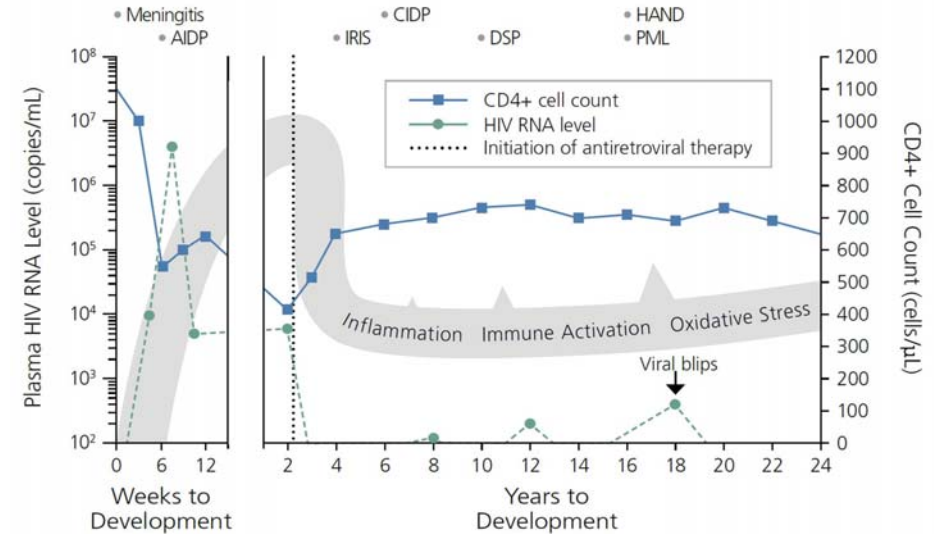 • Meningitis
• CIDP
• HAND
• AIDP
• IRIS
• DSP
• PML
10⁸
10⁷
10⁶
10⁵
10⁴
10³
10²
Plasma HIV RNA Level (copies/mL)
CD4+ cell count
HIV RNA level
Initiation of antiretroviral therapy
1200
1100
1000
900
800
700
600
500
400
300
200
100
0
CD4+ Cell Count (cells/µL)
Inflammation Immune Activation Oxidative Stress
Viral blips
0 6 12
2 4 6 8 10 12 14 16 18 20 22 24
Weeks to
Development
Years to
Development